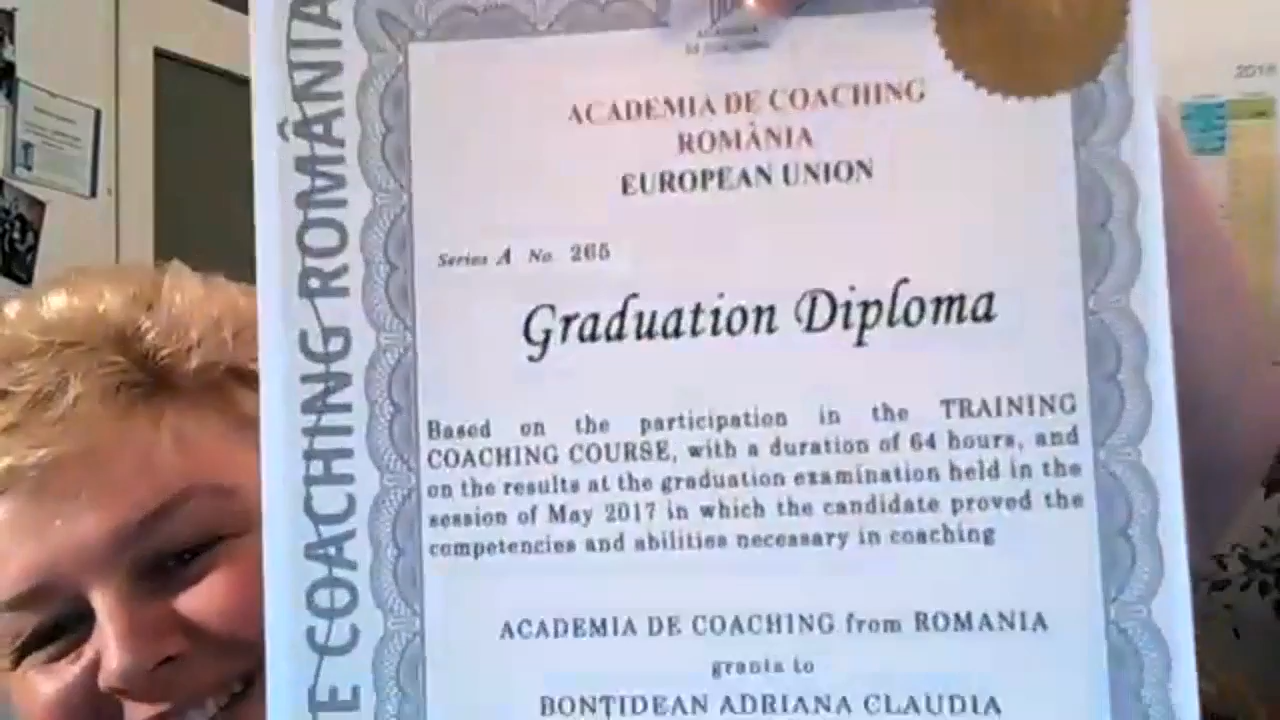 ACADEMIA DE COACHING
ROMÂNIA
EUROPEAN UNION
Series A No. 265
Graduation Diploma
Based on the participation in the TRAINING
COACHING COURSE, with a duration of 64 hours, and
on the results at the graduation examination held in the
session of May 2017 in which the candidate proved the
competencies and abilities necessary in coaching
ACADEMIA DE COACHING from ROMANIA
grants to
BONTIDEAN ADRIANA CLAUDIA
E COACHING ROMÂNIA
2018